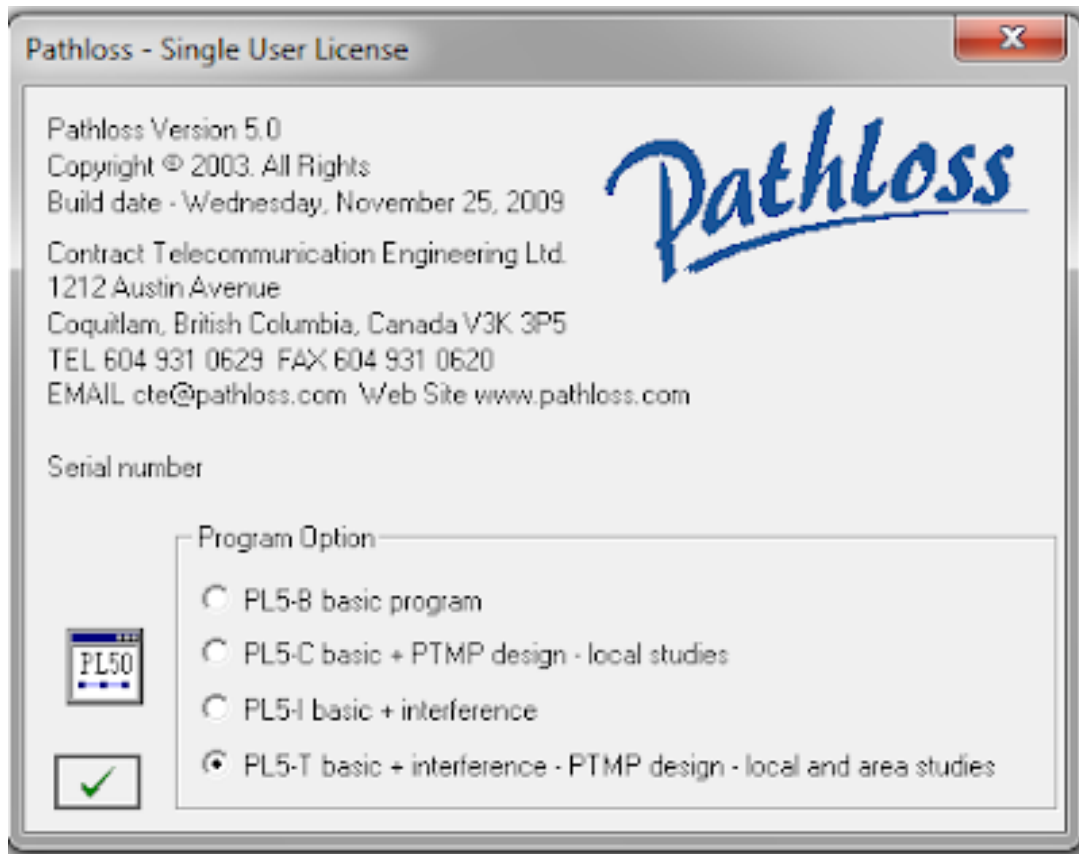 Pathloss - Single User License
Pathloss Version 5.0
Copyright © 2003. All Rights
Build date - Wednesday, November 25, 2009
Pathloss
Contract Telecommunication Engineering Ltd.
1212 Austin Avenue
Coquitlam, British Columbia, Canada V3K 3P5
TEL 604 931 0629 FAX 604 931 0620
EMAIL cte@pathloss.com Web Site www.pathloss.com
Serial number
Program Option
PL5-B basic program
PL5-C basic + PTMP design - local studies
PL50
PL5-I basic + interference
PL5-T basic + interference - PTMP design - local and area studies